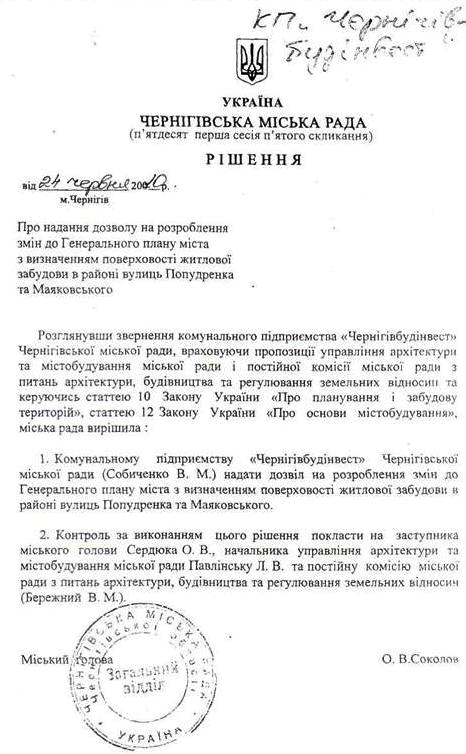 КП „Чернігів-
будінвест"
УКРАЇНА
ЧЕРНІГІВСЬКА МІСЬКА РАДА
(п'ятдесят перша сесія п'ятого скликання)
РІШЕННЯ
від 24 червня 2010р.
м.Чернігів
Про надання дозволу на розроблення
змін до Генерального плану міста
з визначенням поверховості житлової
забудови в районі вулиць Попудренка
та Маяковського
Розглянувши звернення комунального підприємства «Чернігівбудінвест»
Чернігівської міської ради, враховуючи пропозиції управління архітектури
та містобудування міської ради і постійної комісії міської ради з
питань архітектури, будівництва та регулювання земельних відносин та
керуючись статтею 10 Закону України «Про планування і забудову
територій», статтею 12 Закону України «Про основи містобудування»,
міська рада вирішила :
1. Комунальному підприємству «Чернігівбудінвест» Чернігівської
міської ради (Собиченко В. М.) надати дозвіл на розроблення змін до
Генерального плану міста з визначенням поверховості житлової забудови в
районі вулиць Попудренка та Маяковського.
2. Контроль за виконанням цього рішення покласти на заступника
міського голови Сердюка О. В., начальника управління архітектури та
містобудування міської ради Павлінську Л. В. та постійну комісію міської
ради з питань архітектури, будівництва та регулювання земельних відносин
(Бережний В. М.).
Міський голова
О. В.Соколов
ЧЕРНІГІВСЬКА МІСЬКА РАДА
Чернігівської області
Загальний
відділ
УКРАЇНА